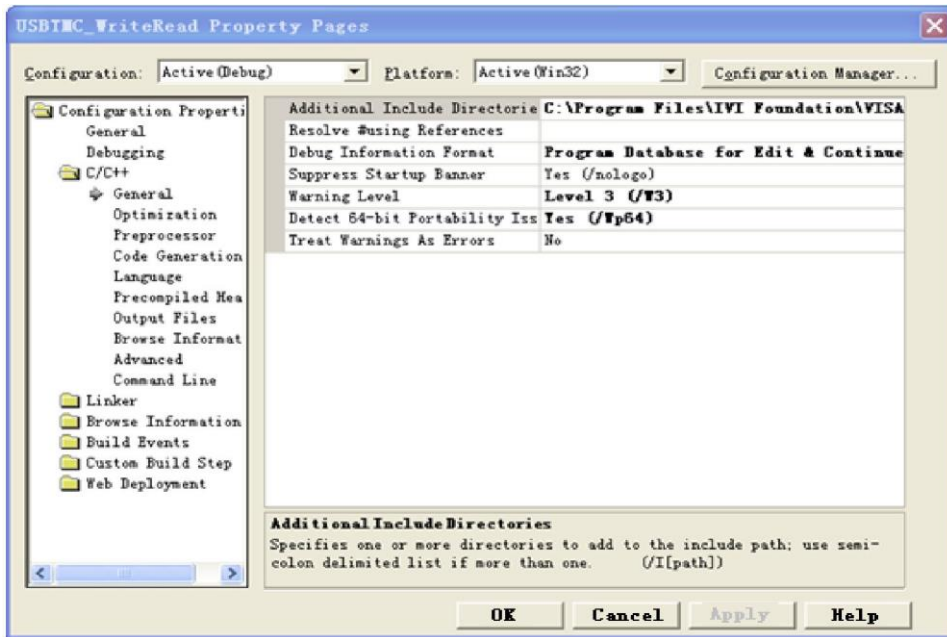 USBTMC_WriteRead Property Pages
Configuration: Active(Debug) Platform: Active(Win32) Configuration Manager...
Configuration Properti
General
Debugging
C/C++
General
Optimization
Preprocessor
Code Generation
Language
Precompiled Hea
Output Files
Browse Informat
Advanced
Command Line
Linker
Browse Information
Build Events
Custom Build Step
Web Deployment
Additional Include Directorie C:\Program Files\IVI Foundation\VISA
Resolve #using References
Debug Information Format Program Database for Edit & Continue
Suppress Startup Banner Yes (/nologo)
Warning Level Level 3 (/W3)
Detect 64-bit Portability Iss Yes (/Wp64)
Treat Warnings As Errors No
Additional Include Directories
Specifies one or more directories to add to the include path; use semi-
colon delimited list if more than one. (/I[path])
OK Cancel Apply Help